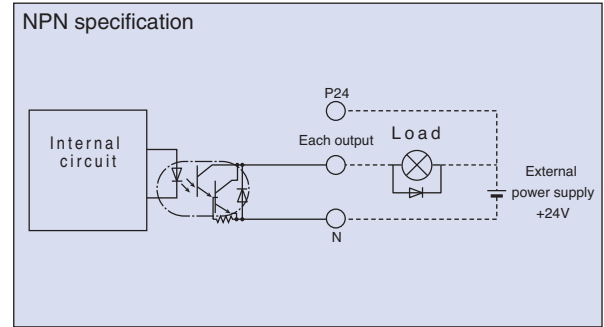 NPN specification
P24
Each output
Load
Internal
circuit
External
power supply
+24V
N